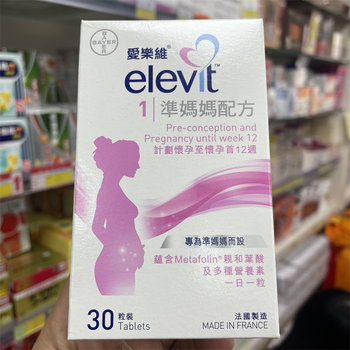 BAYER
愛樂維®
elevit™
1 準媽媽配方
Pre-conception and
Pregnancy until week 12
計劃懷孕至懷孕首12週
專為準媽媽而設
蘊含Metafolin®親和葉酸
及多種營養素
一日一粒
30 粒裝
Tablets
法國製造
MADE IN FRANCE